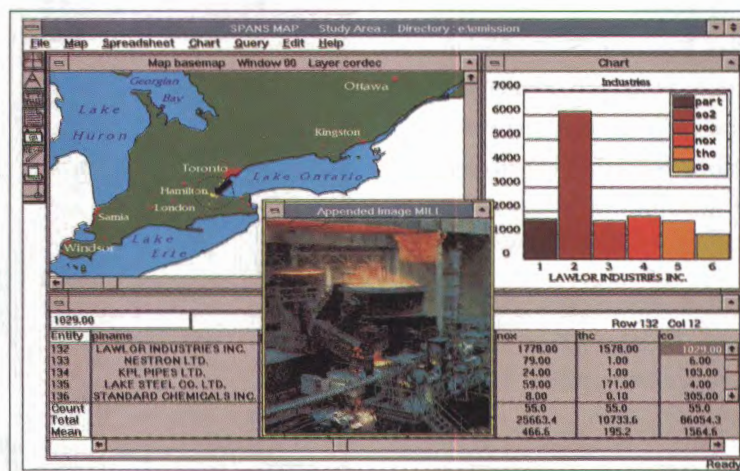 SPANS MAP Study Area : Directory : e:\emission
File Map Spreadsheet Chart Query Edit Help
Map basemap Window 00 Layer cordec
Georgian
Bay
Ottawa
Lake
Huron
Kingston
Toronto
Lake Ontario
Hamilton
London
Sarnia
Windsor
Lake
Erie
Chart
Industries
7000
6000
5000
4000
3000
2000
1000
0
part
so2
voc
nox
thc
co
1 2 3 4 5 6
LAWLOR INDUSTRIES INC.
Appended Image MILL
1029.00
Row 132 Col 12
Entity piname nox thc co
132 LAWLOR INDUSTRIES INC. 1778.00 1578.00 1029.00
133 NESTRON LTD. 79.00 1.00 6.00
134 KPL PIPES LTD. 24.00 1.00 103.00
135 LAKE STEEL CO. LTD. 59.00 171.00 4.00
136 STANDARD CHEMICALS INC. 8.00 0.10 305.00
Count 55.0 55.0 55.0
Total 25663.4 10733.6 86054.3
Mean 466.6 195.2 1564.6
Ready